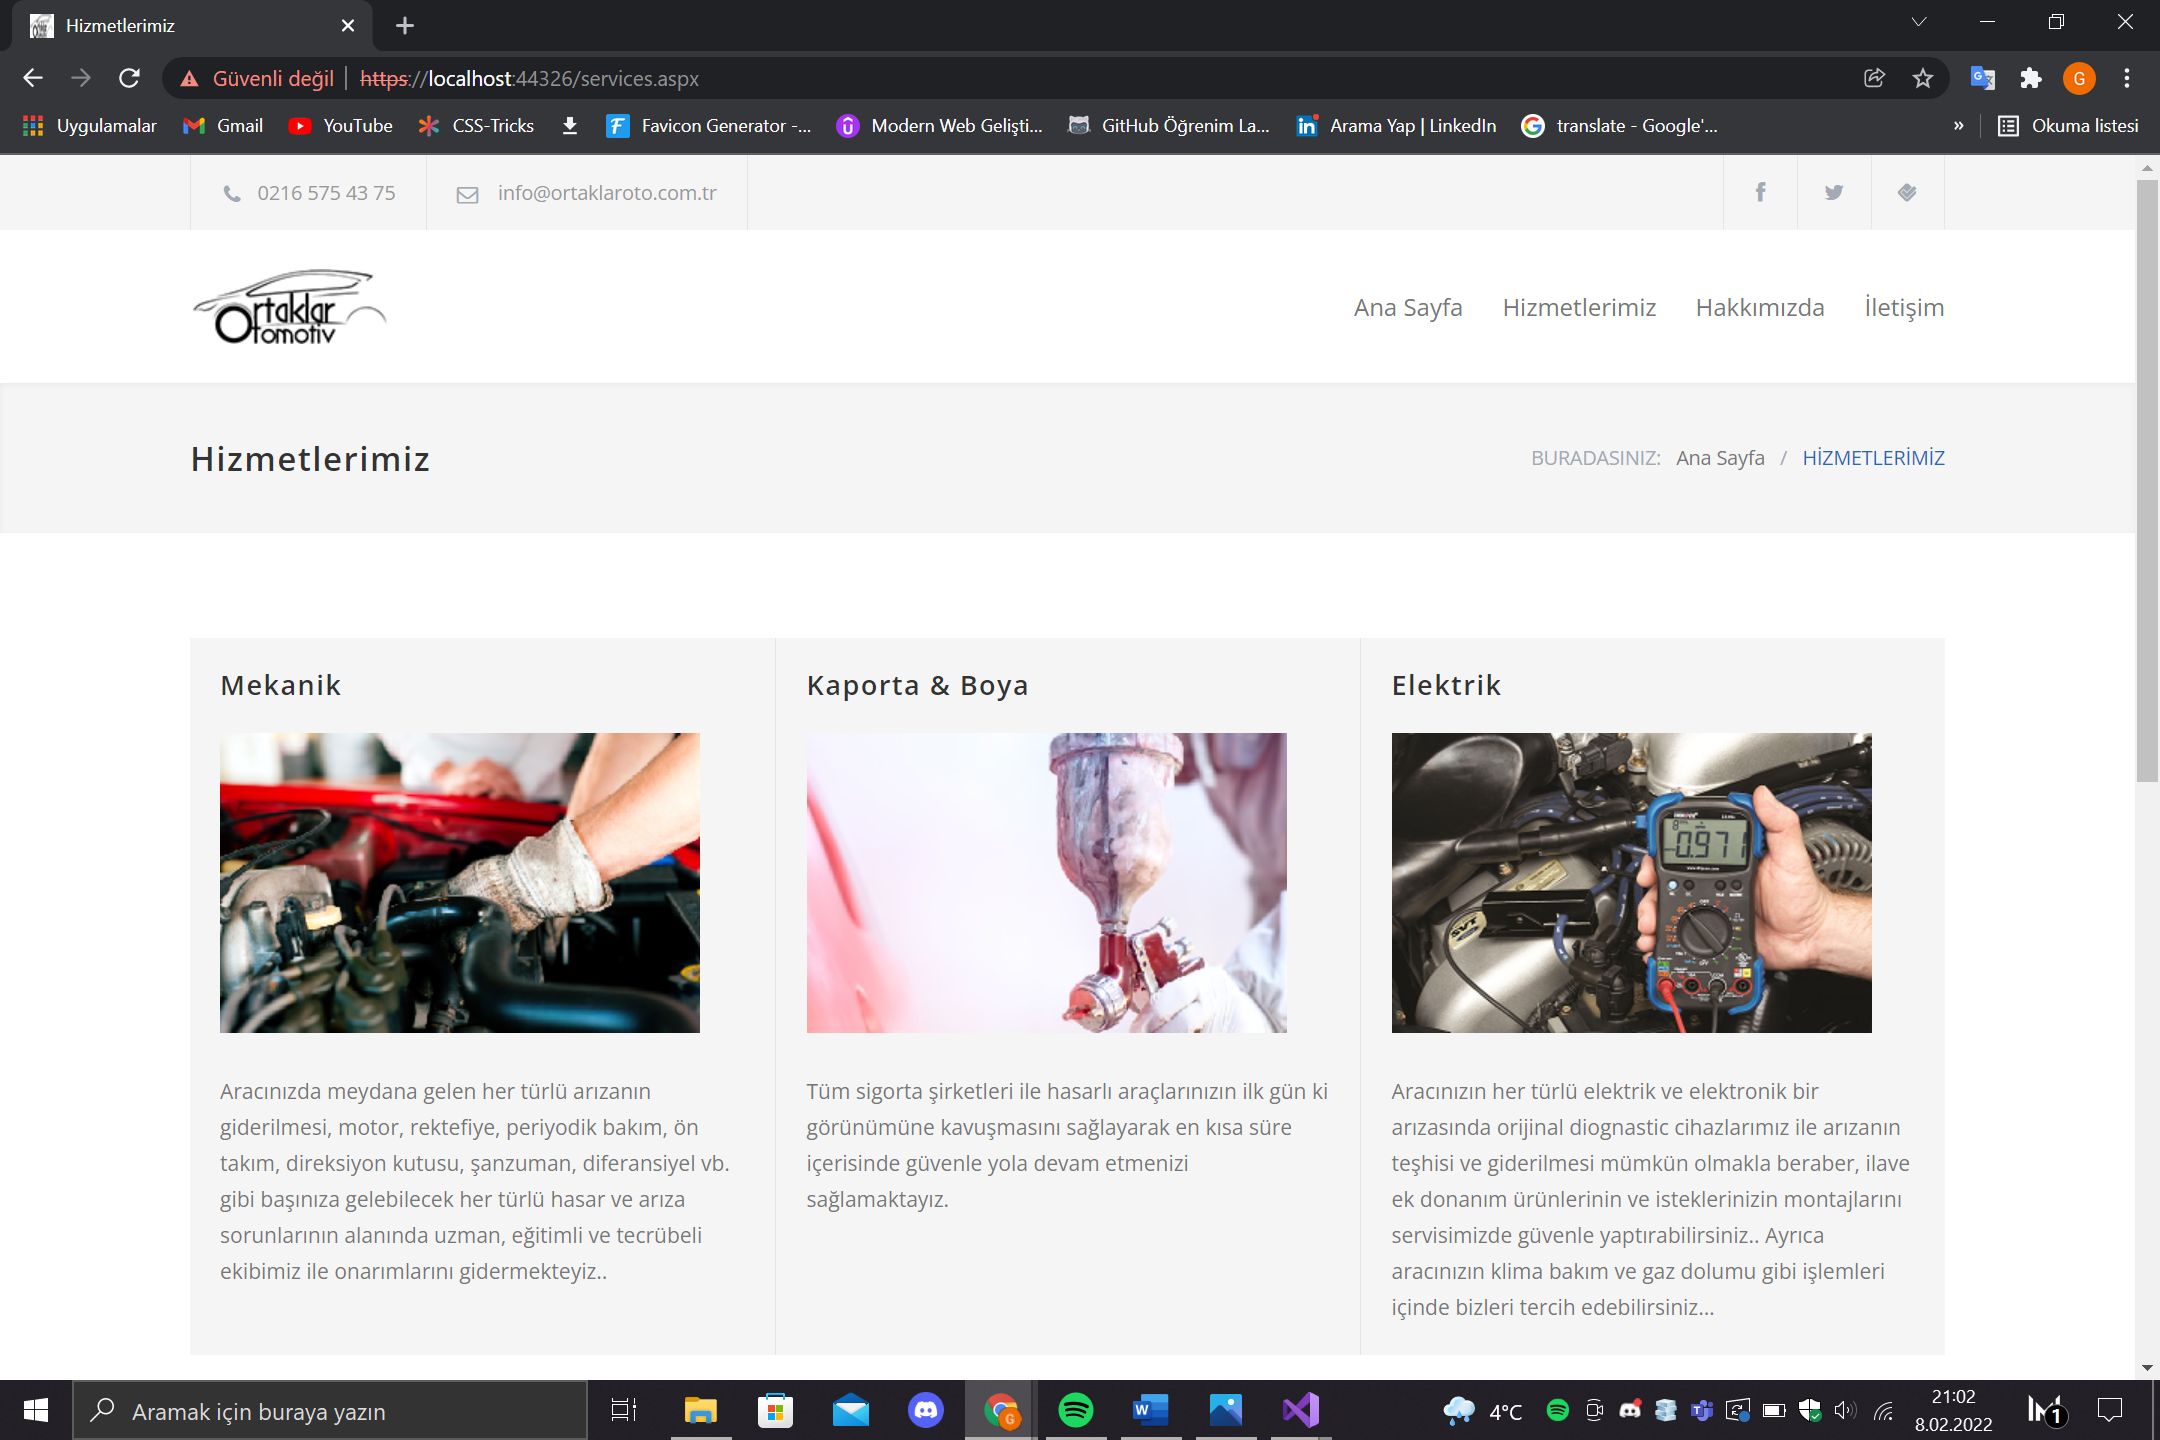 Hizmetlerimiz
Güvenli değil https://localhost:44326/services.aspx
G
Uygulamalar Gmail YouTube CSS-Tricks Favicon Generator -... Modern Web Gelişti... GitHub Öğrenim La... Arama Yap | LinkedIn translate - Google'... » Okuma listesi
0216 575 43 75 info@ortaklaroto.com.tr
Ortaklar
Otomotiv
Ana Sayfa Hizmetlerimiz Hakkımızda İletişim
Hizmetlerimiz
BURADASINIZ: Ana Sayfa / HİZMETLERİMİZ
Mekanik
Aracınızda meydana gelen her türlü arızanın
giderilmesi, motor, rektefiye, periyodik bakım, ön
takım, direksiyon kutusu, şanzuman, diferansiyel vb.
gibi başınıza gelebilecek her türlü hasar ve arıza
sorunlarının alanında uzman, eğitimli ve tecrübeli
ekibimiz ile onarımlarını gidermekteyiz..
Kaporta & Boya
Tüm sigorta şirketleri ile hasarlı araçlarınızın ilk gün ki
görünümüne kavuşmasını sağlayarak en kısa süre
içerisinde güvenle yola devam etmenizi
sağlamaktayız.
Elektrik
-0.971
SVT
Aracınızın her türlü elektrik ve elektronik bir
arızasında orijinal diognastic cihazlarımız ile arızanın
teşhisi ve giderilmesi mümkün olmakla beraber, ilave
ek donanım ürünlerinin ve isteklerinizin montajlarını
servisimizde güvenle yaptırabilirsiniz.. Ayrıca
aracınızın klima bakım ve gaz dolumu gibi işlemleri
içinde bizleri tercih edebilirsiniz...
Aramak için buraya yazın
4°C
21:02
8.02.2022
1